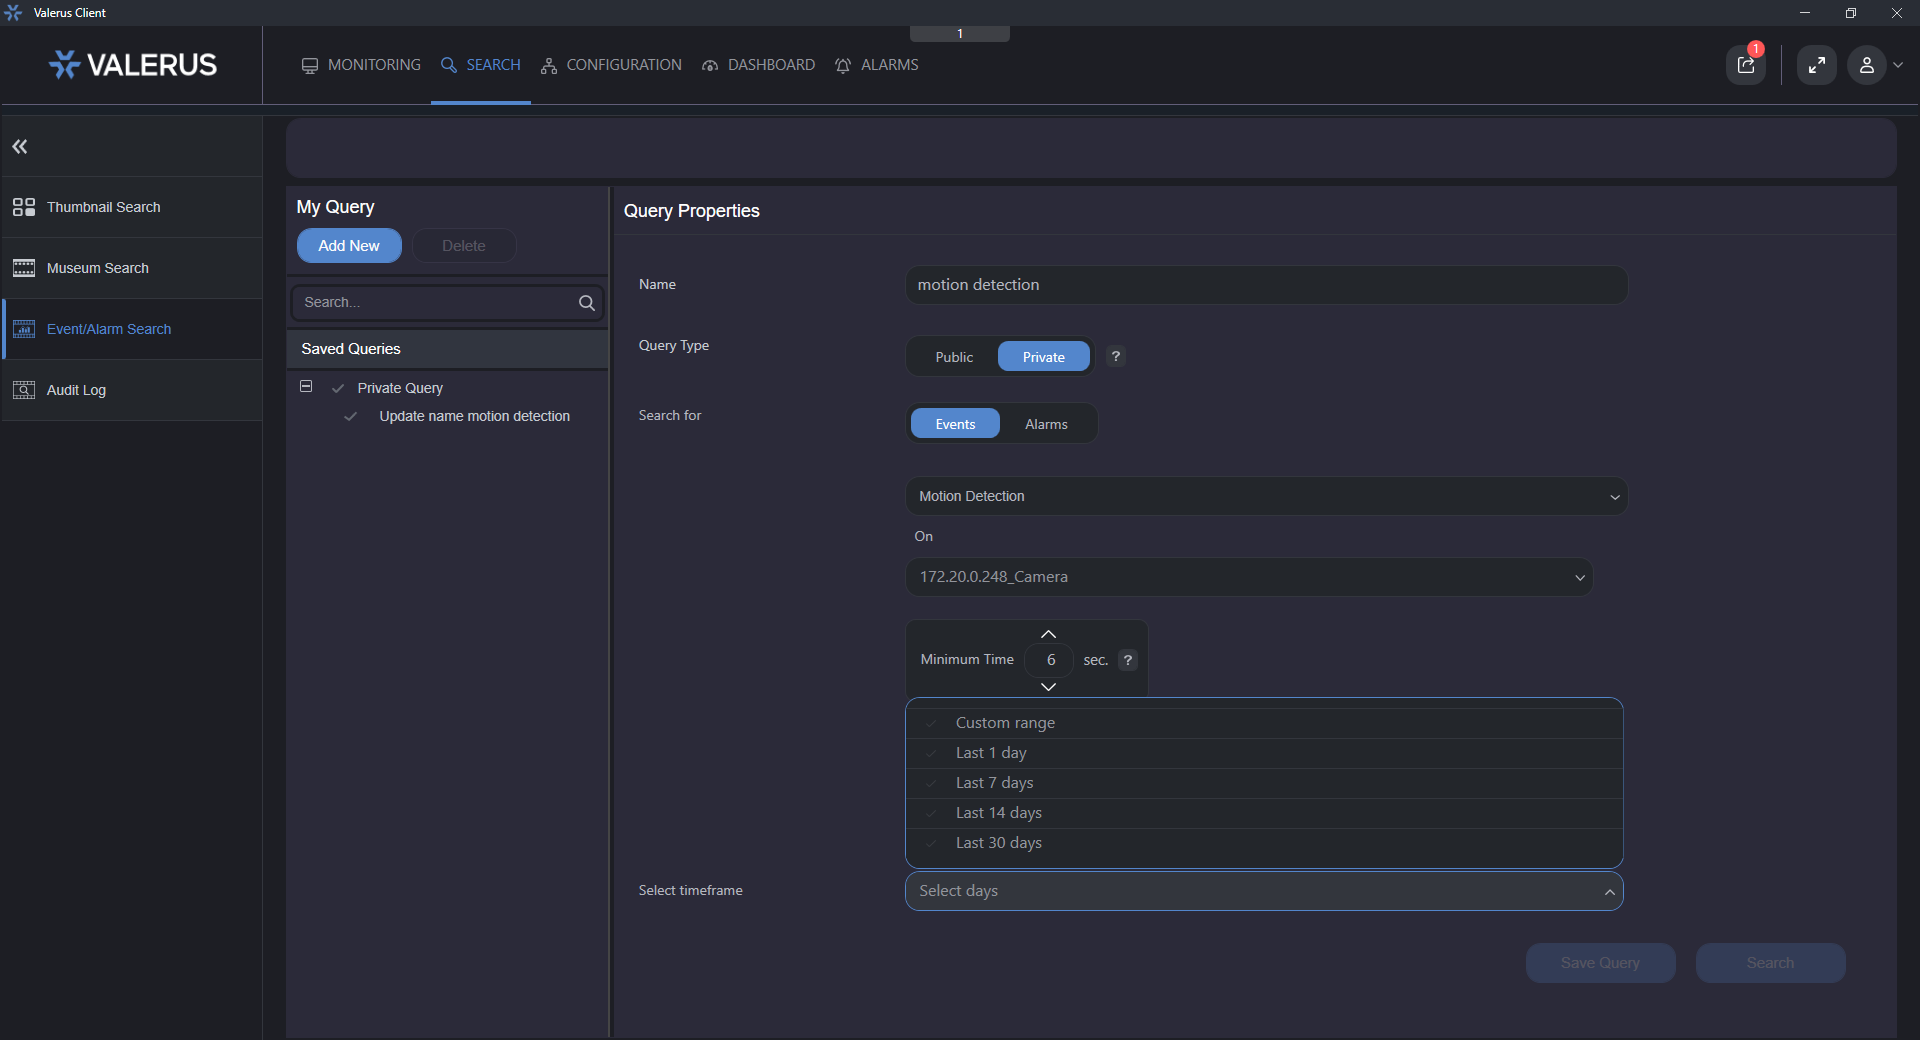 Valerus Client
1
VALERUS
MONITORING
SEARCH
CONFIGURATION
DASHBOARD
ALARMS
1
Thumbnail Search
Museum Search
Event/Alarm Search
Audit Log
My Query
Add New
Delete
Search...
Saved Queries
Private Query
Update name motion detection
Query Properties
Name
motion detection
Query Type
Public
Private
?
Search for
Events
Alarms
Motion Detection
On
172.20.0.248_Camera
Minimum Time
6
sec.
?
Custom range
Last 1 day
Last 7 days
Last 14 days
Last 30 days
Select timeframe
Select days
Save Query
Search